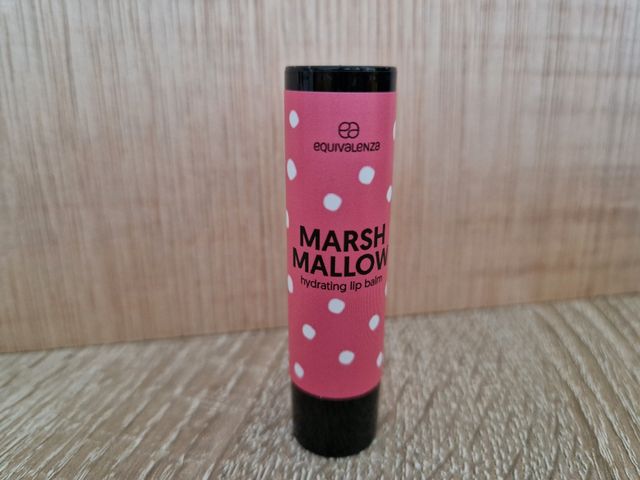 equivalenza
MARSH
MALLOW
hydrating lip balm